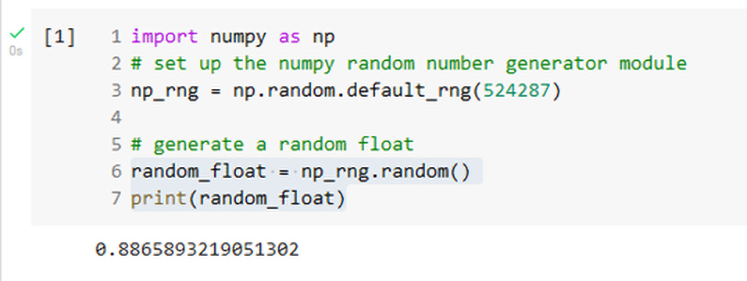 [1] 1 import numpy as np
0s 2 # set up the numpy random number generator module
3 np_rng = np.random.default_rng(524287)
4
5 # generate a random float
6 random_float = np_rng.random()
7 print(random_float)
0.8865893219051302